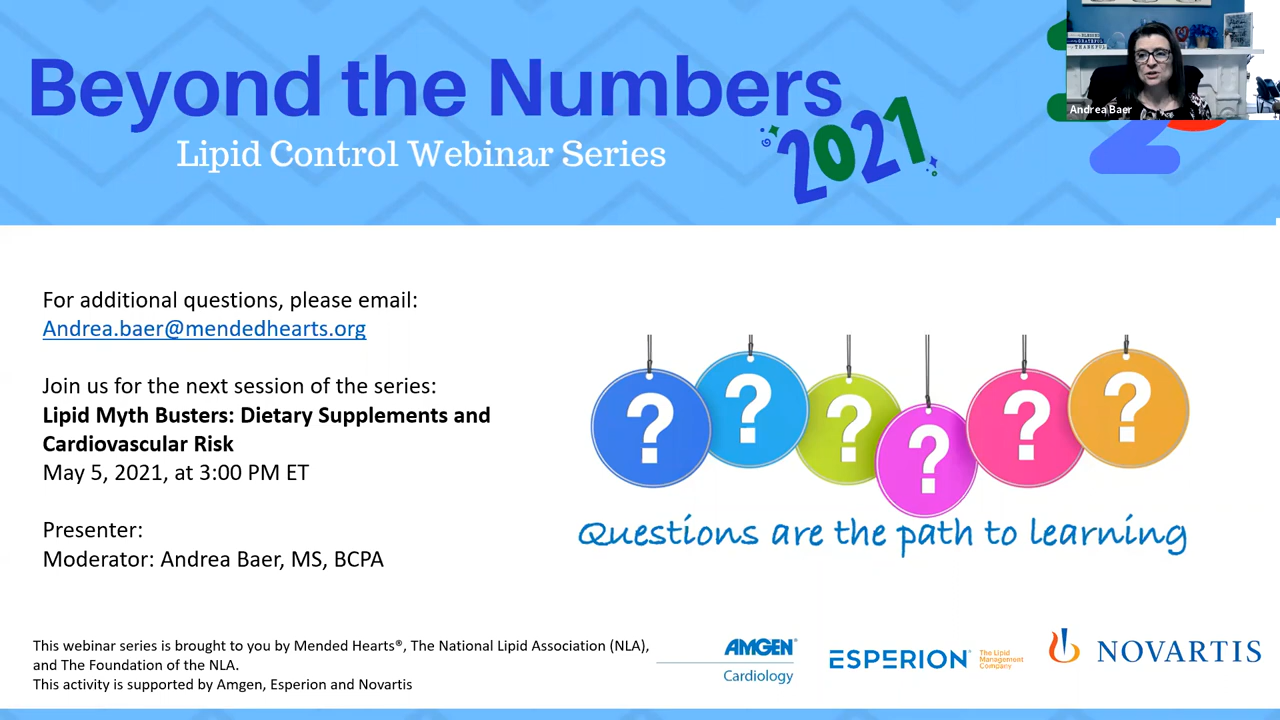 Beyond the Numbers
2021
Lipid Control Webinar Series
Andrea Baer
For additional questions, please email:
Andrea.baer@mendedhearts.org
Join us for the next session of the series:
Lipid Myth Busters: Dietary Supplements and
Cardiovascular Risk
May 5, 2021, at 3:00 PM ET
Presenter:
Moderator: Andrea Baer, MS, BCPA
? ? ? ? ? ?
Questions are the path to learning
This webinar series is brought to you by Mended Hearts®, The National Lipid Association (NLA),
and The Foundation of the NLA.
This activity is supported by Amgen, Esperion and Novartis
AMGEN®
Cardiology
ESPERION®
The Lipid
Management
Company
NOVARTIS